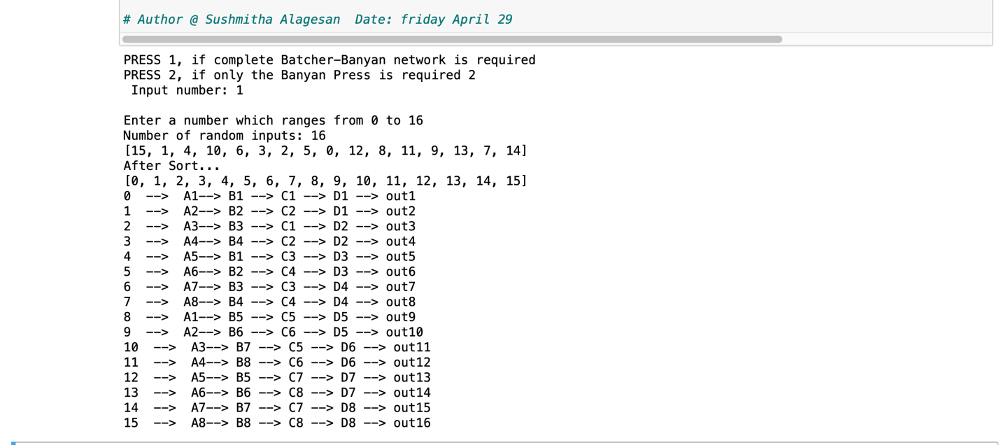 # Author @ Sushmitha Alagesan  Date: friday April 29
PRESS 1, if complete Batcher-Banyan network is required
PRESS 2, if only the Banyan Press is required 2
 Input number: 1
Enter a number which ranges from 0 to 16
Number of random inputs: 16
[15, 1, 4, 10, 6, 3, 2, 5, 0, 12, 8, 11, 9, 13, 7, 14]
After Sort...
[0, 1, 2, 3, 4, 5, 6, 7, 8, 9, 10, 11, 12, 13, 14, 15]
0  -->  A1--> B1 --> C1 --> D1 --> out1
1  -->  A2--> B2 --> C2 --> D1 --> out2
2  -->  A3--> B3 --> C1 --> D2 --> out3
3  -->  A4--> B4 --> C2 --> D2 --> out4
4  -->  A5--> B1 --> C3 --> D3 --> out5
5  -->  A6--> B2 --> C4 --> D3 --> out6
6  -->  A7--> B3 --> C3 --> D4 --> out7
7  -->  A8--> B4 --> C4 --> D4 --> out8
8  -->  A1--> B5 --> C5 --> D5 --> out9
9  -->  A2--> B6 --> C6 --> D5 --> out10
10  -->  A3--> B7 --> C5 --> D6 --> out11
11  -->  A4--> B8 --> C6 --> D6 --> out12
12  -->  A5--> B5 --> C7 --> D7 --> out13
13  -->  A6--> B6 --> C8 --> D7 --> out14
14  -->  A7--> B7 --> C7 --> D8 --> out15
15  -->  A8--> B8 --> C8 --> D8 --> out16